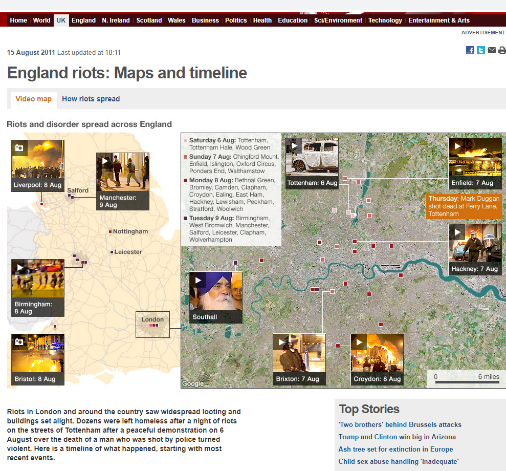 Home World UK England N. Ireland Scotland Wales Business Politics Health Education Sci/Environment Technology Entertainment & Arts
ADVERTISEMENT
15 August 2011 Last updated at 10:11
England riots: Maps and timeline
Video map How riots spread
Riots and disorder spread across England
Liverpool: 8 Aug
Salford
Manchester:
9 Aug
Nottingham
Leicester
Birmingham:
8 Aug
London
Bristol: 8 Aug
Saturday 6 Aug: Tottenham,
Tottenham Hale, Wood Green
Sunday 7 Aug: Chingford Mount,
Enfield, Islington, Oxford Circus,
Ponders End, Walthamstow
Monday 8 Aug: Bethnal Green,
Bromley, Camden, Clapham,
Croydon, Ealing, East Ham,
Hackney, Lewisham, Peckham,
Stratford, Woolwich
Tuesday 9 Aug: Birmingham,
West Bromwich, Manchester,
Salford, Leicester, Clapham,
Wolverhampton
Tottenham: 6 Aug
Enfield: 7 Aug
Thursday: Mark Duggan
shot dead at Ferry Lane,
Tottenham
Hackney: 7 Aug
Southall
Brixton: 7 Aug
Croydon: 8 Aug
Google
0 6 miles
Riots in London and around the country saw widespread looting and
buildings set alight. Dozens were left homeless after a night of riots
on the streets of Tottenham after a peaceful demonstration on 6
August over the death of a man who was shot by police turned
violent. Here is a timeline of what happened, starting with most
recent events.
Top Stories
'Two brothers' behind Brussels attacks
Trump and Clinton win big in Arizona
Ash tree set for extinction in Europe
Child sex abuse handling 'inadequate'